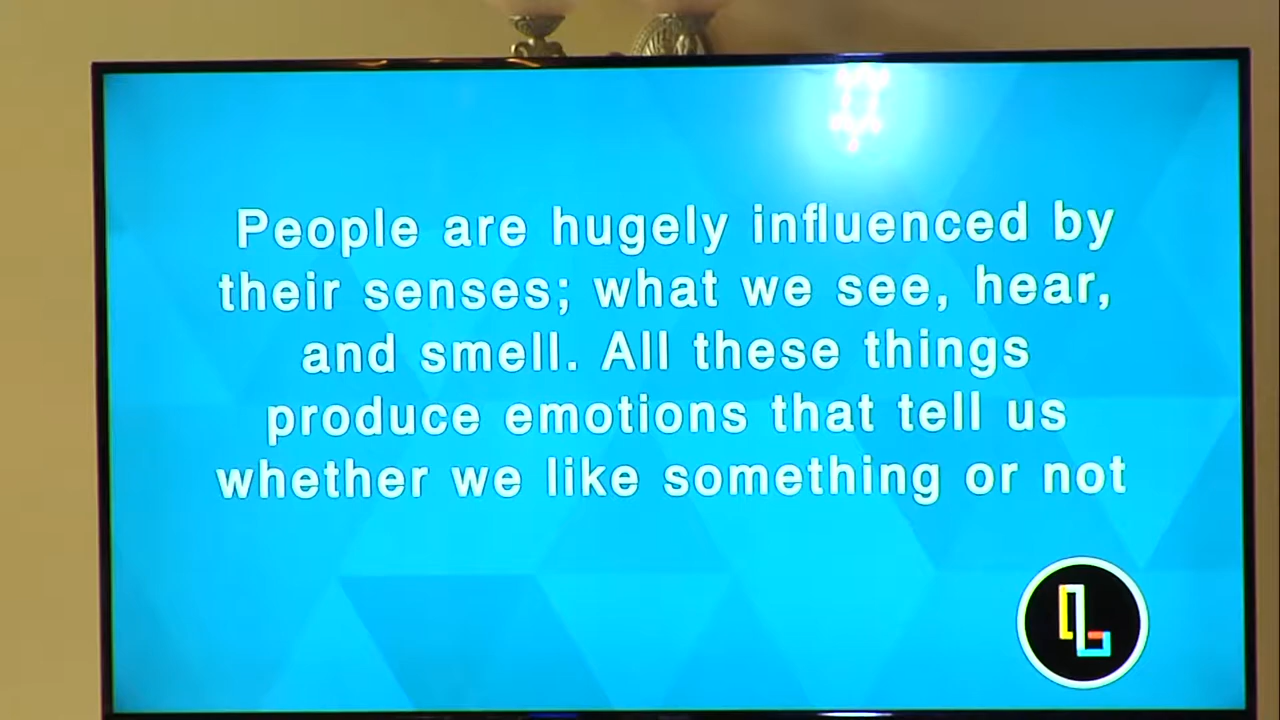 People are hugely influenced by
their senses; what we see, hear,
and smell. All these things
produce emotions that tell us
whether we like something or not